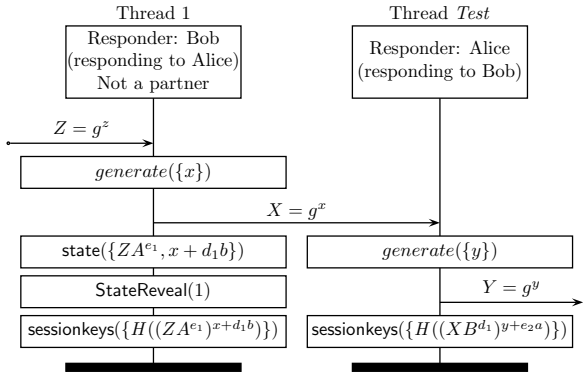 Thread 1
Thread Test
Responder: Bob
(responding to Alice)
Not a partner
Responder: Alice
(responding to Bob)
Z = g^z
generate({x})
X = g^x
state({ZA^{e_1}, x + d_1b})
generate({y})
StateReveal(1)
Y = g^y
sessionkeys({H((ZA^{e_1})^{x+d_1b})})
sessionkeys({H((XB^{d_1})^{y+e_2a})})